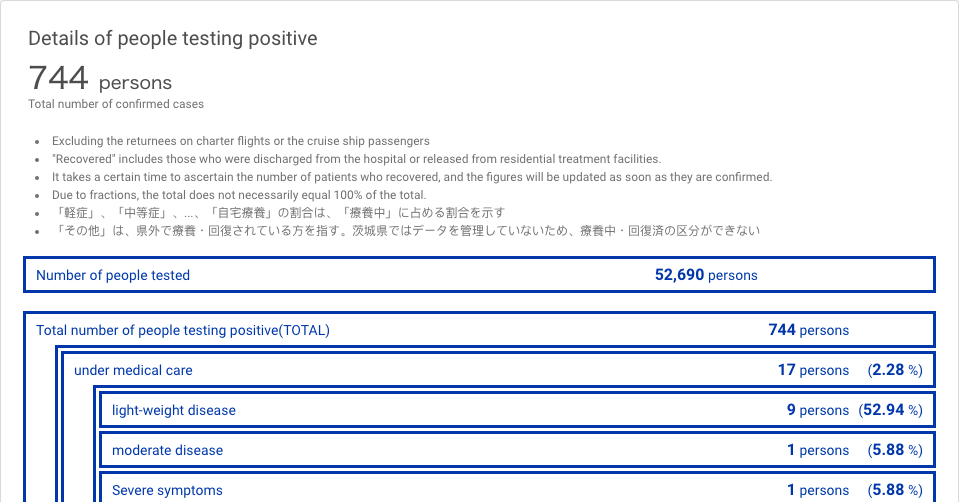 Details of people testing positive
744 persons
Total number of confirmed cases
Excluding the returnees on charter flights or the cruise ship passengers
"Recovered" includes those who were discharged from the hospital or released from residential treatment facilities.
It takes a certain time to ascertain the number of patients who recovered, and the figures will be updated as soon as they are confirmed.
Due to fractions, the total does not necessarily equal 100% of the total.
「軽症」、「中等症」、...、「自宅療養」の割合は、「療養中」に占める割合を示す
「その他」は、県外で療養・回復されている方を指す。茨城県ではデータを管理していないため、療養中・回復済の区分ができない
Number of people tested 52,690 persons
Total number of people testing positive(TOTAL) 744 persons
under medical care 17 persons (2.28 %)
light-weight disease 9 persons (52.94 %)
moderate disease 1 persons (5.88 %)
Severe symptoms 1 persons (5.88 %)